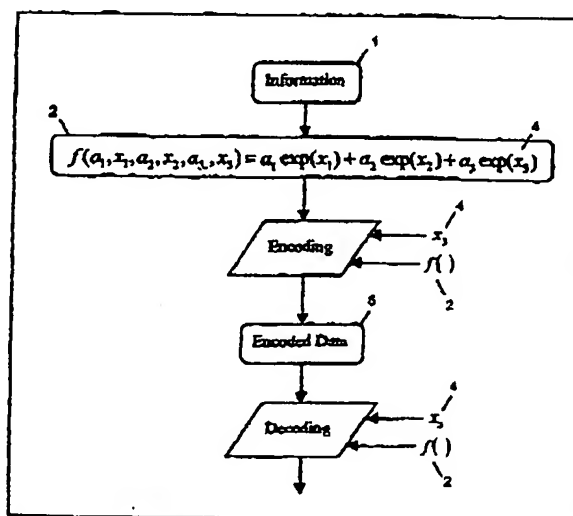 1
Information
2
4
f(a₁,x₁,a₂,x₂,a₃,x₃)=a₁ exp(x₁)+a₂ exp(x₂)+a₃ exp(x₃)
4
Encoding
x₃
f( )
2
5
Encoded Data
4
Decoding
x₃
f( )
2